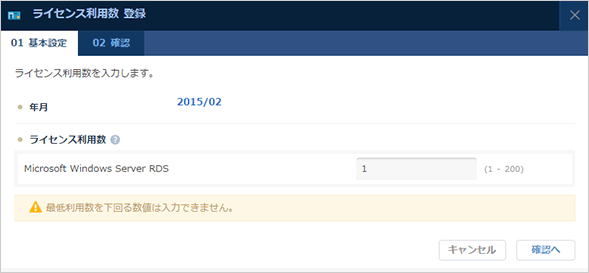 ライセンス利用数 登録
01 基本設定
02 確認
ライセンス利用数を入力します。
年月
2015/02
ライセンス利用数 ?
Microsoft Windows Server RDS
1
(1 - 200)
最低利用数を下回る数値は入力できません。
キャンセル
確認へ